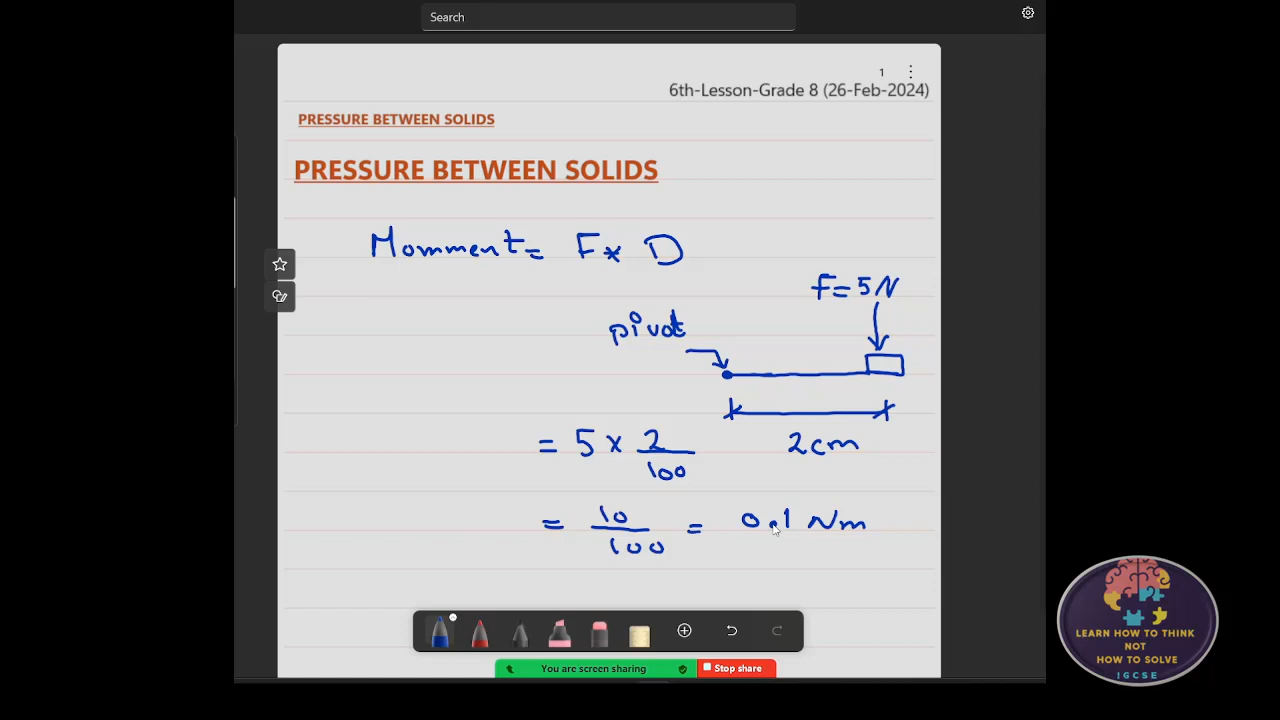 Search
1
6th-Lesson-Grade 8 (26-Feb-2024)
PRESSURE BETWEEN SOLIDS
PRESSURE BETWEEN SOLIDS
Momment = F × D
f = 5N
pivot
2cm
= 5 × 2/100
= 10/100 = 0.1 Nm
You are screen sharing
Stop share
LEARN HOW TO THINK
NOT
HOW TO SOLVE
IGCSE